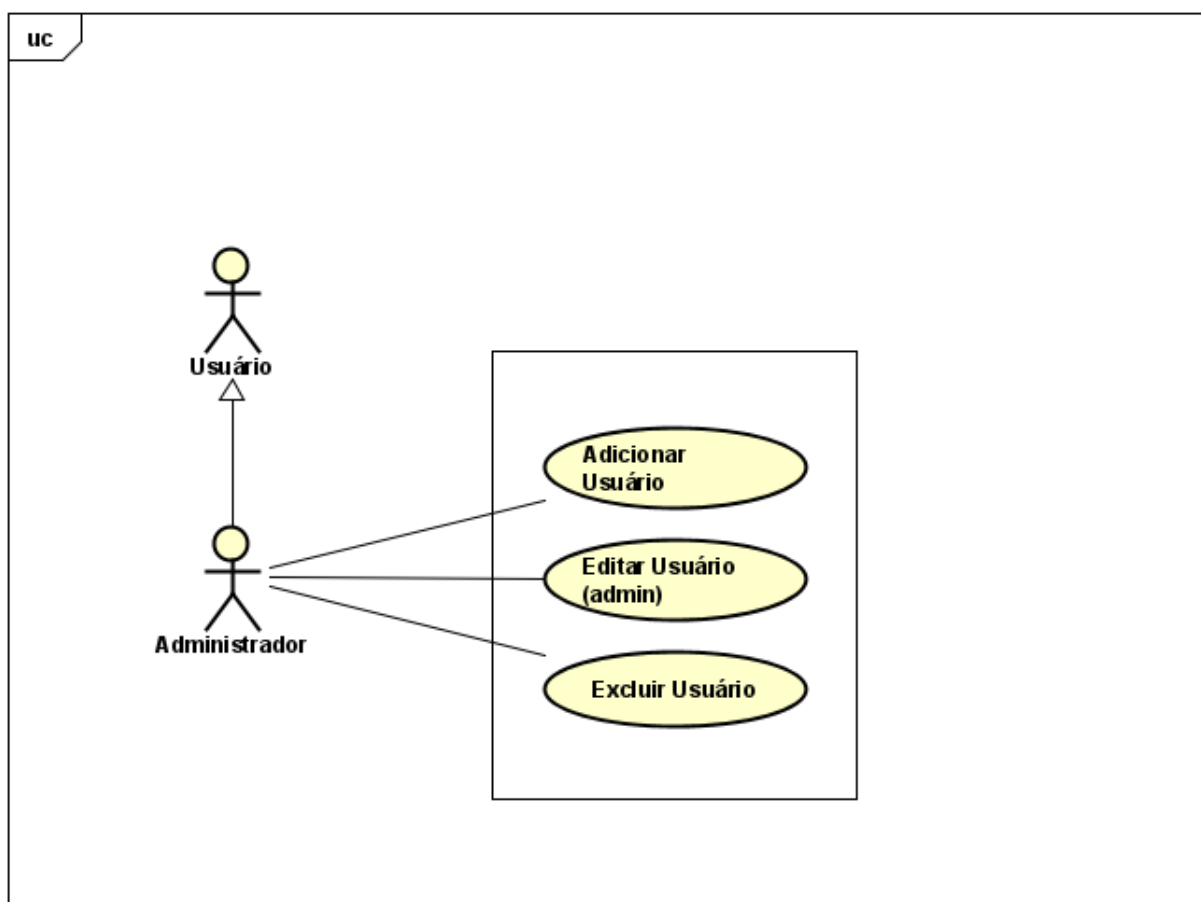 uc
Usuário
Adicionar
Usuário
Editar Usuário
(admin)
Administrador
Excluir Usuário